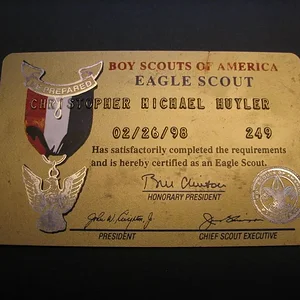 BOY SCOUTS OF AMERICA
EAGLE SCOUT
BE PREPARED
CHRISTOPHER MICHAEL HUYLER
02/26/98 249
Has satisfactorily completed the requirements
and is hereby certified as an Eagle Scout.
Bill Clinton
HONORARY PRESIDENT
PRESIDENT CHIEF SCOUT EXECUTIVE